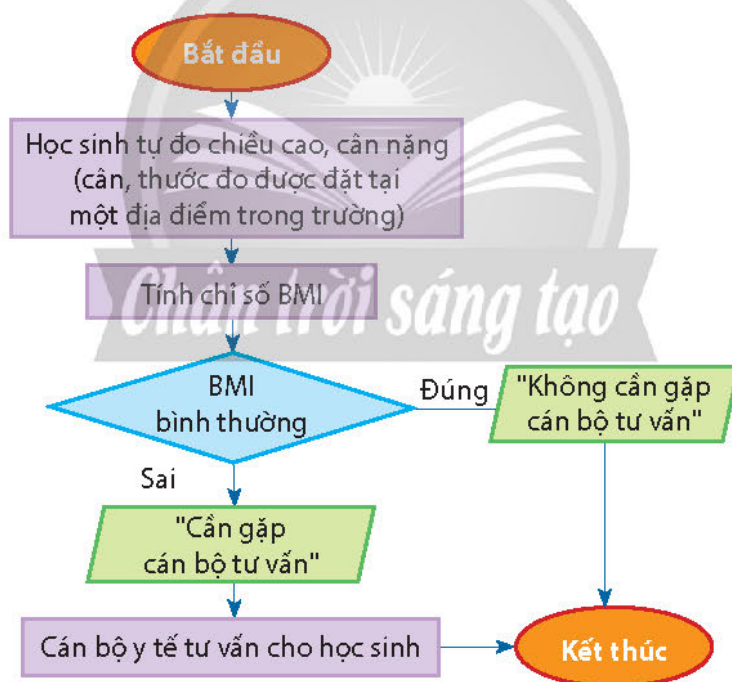 Bắt đầu
Học sinh tự đo chiều cao, cân nặng
(cân, thước đo được đặt tại
một địa điểm trong trường)
Tính chỉ số BMI
Chân trời sáng tạo
BMI
bình thường
Đúng
"Không cần gặp
cán bộ tư vấn"
Sai
"Cần gặp
cán bộ tư vấn"
Cán bộ y tế tư vấn cho học sinh
Kết thúc